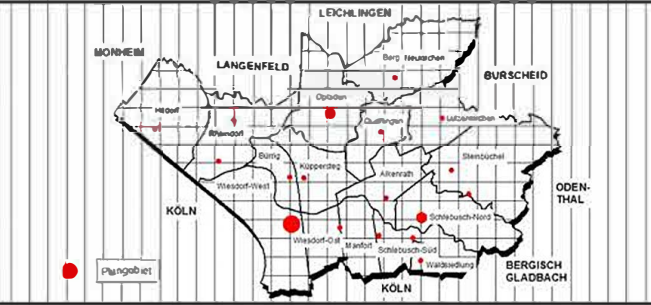 LEICHLINGEN
MONHEIM
LANGENFELD
Berg. Neukirchen
BURSCHEID
Hitdorf
Opladen
Rheindorf
Quettingen
Lützenkirchen
Bürrig
Küppersteg
Steinbüchel
Alkenrath
Wiesdorf-West
ODEN-
THAL
KÖLN
Schlebusch-Nord
Wiesdorf-Ost
Manfort
Schlebusch-Süd
Waldsiedlung
BERGISCH
GLADBACH
Plangebiet
KÖLN